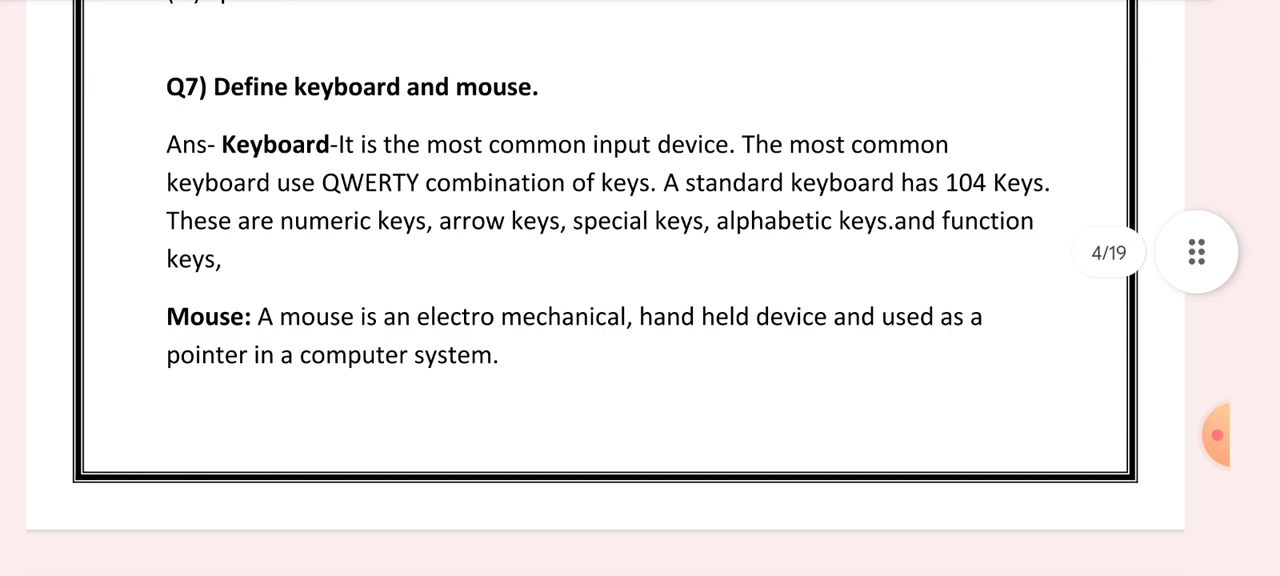 Q7) Define keyboard and mouse.
Ans- Keyboard-It is the most common input device. The most common
keyboard use QWERTY combination of keys. A standard keyboard has 104 Keys.
These are numeric keys, arrow keys, special keys, alphabetic keys.and function
keys,
4/19
Mouse: A mouse is an electro mechanical, hand held device and used as a
pointer in a computer system.